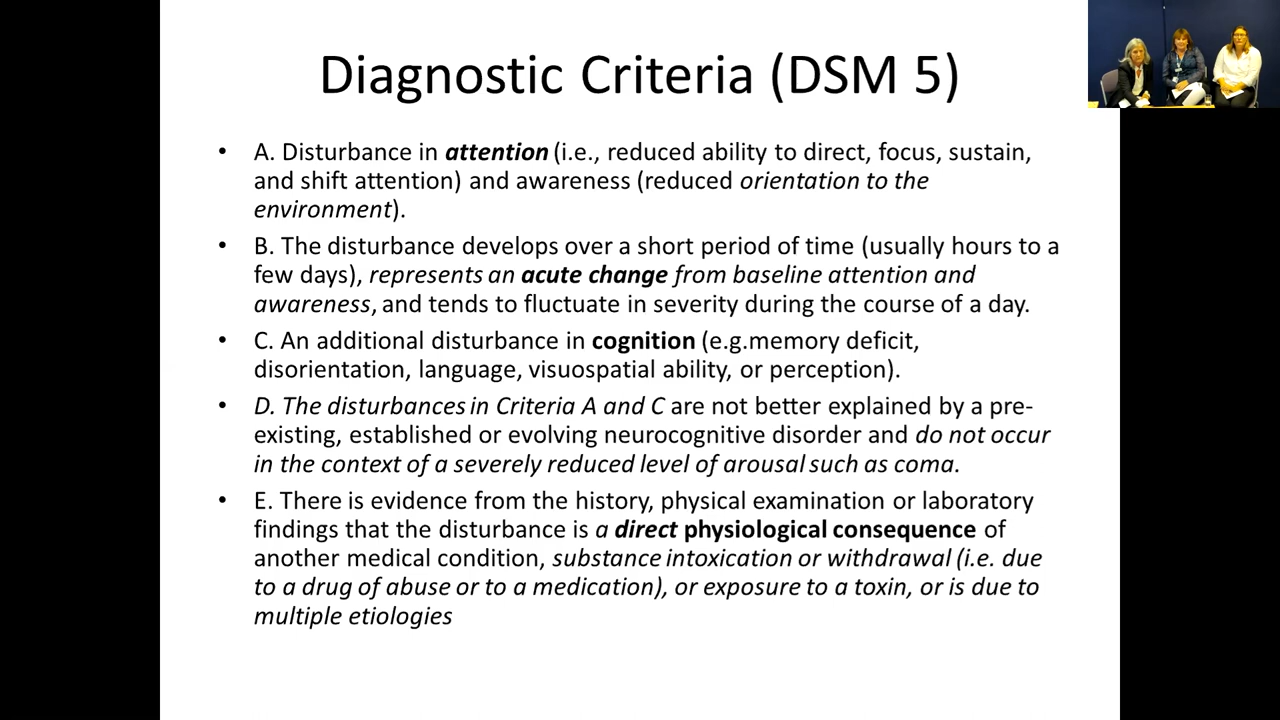 Diagnostic Criteria (DSM 5)
• A. Disturbance in attention (i.e., reduced ability to direct, focus, sustain,
and shift attention) and awareness (reduced orientation to the
environment).
• B. The disturbance develops over a short period of time (usually hours to a
few days), represents an acute change from baseline attention and
awareness, and tends to fluctuate in severity during the course of a day.
• C. An additional disturbance in cognition (e.g.memory deficit,
disorientation, language, visuospatial ability, or perception).
• D. The disturbances in Criteria A and C are not better explained by a pre-
existing, established or evolving neurocognitive disorder and do not occur
in the context of a severely reduced level of arousal such as coma.
• E. There is evidence from the history, physical examination or laboratory
findings that the disturbance is a direct physiological consequence of
another medical condition, substance intoxication or withdrawal (i.e. due
to a drug of abuse or to a medication), or exposure to a toxin, or is due to
multiple etiologies